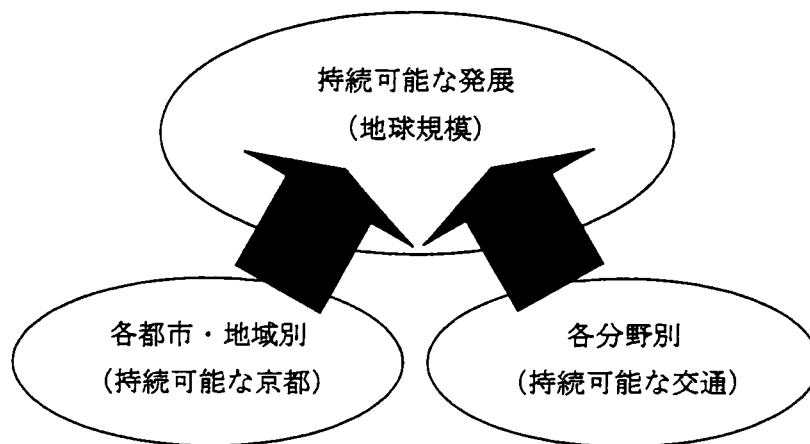 持続可能な発展
（地球規模）
各都市・地域別
（持続可能な京都）
各分野別
（持続可能な交通）